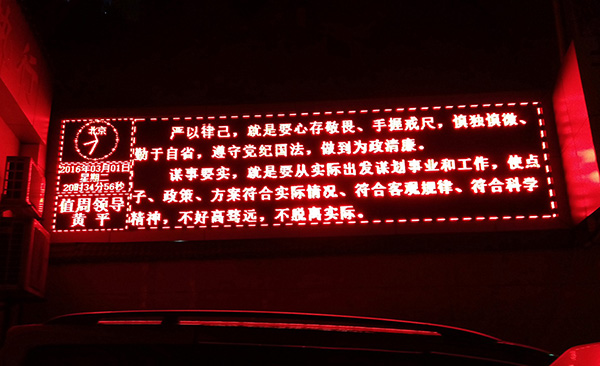 北京
2016年03月01日
星期二
20时34分56秒
值周领导
黄 平
严以律己，就是要心存敬畏、手握戒尺，慎独慎微、
勤于自省，遵守党纪国法，做到为政清廉。
谋事要实，就是要从实际出发谋划事业和工作，使点
子、政策、方案符合实际情况、符合客观规律、符合科学
精神，不好高骛远，不脱离实际。